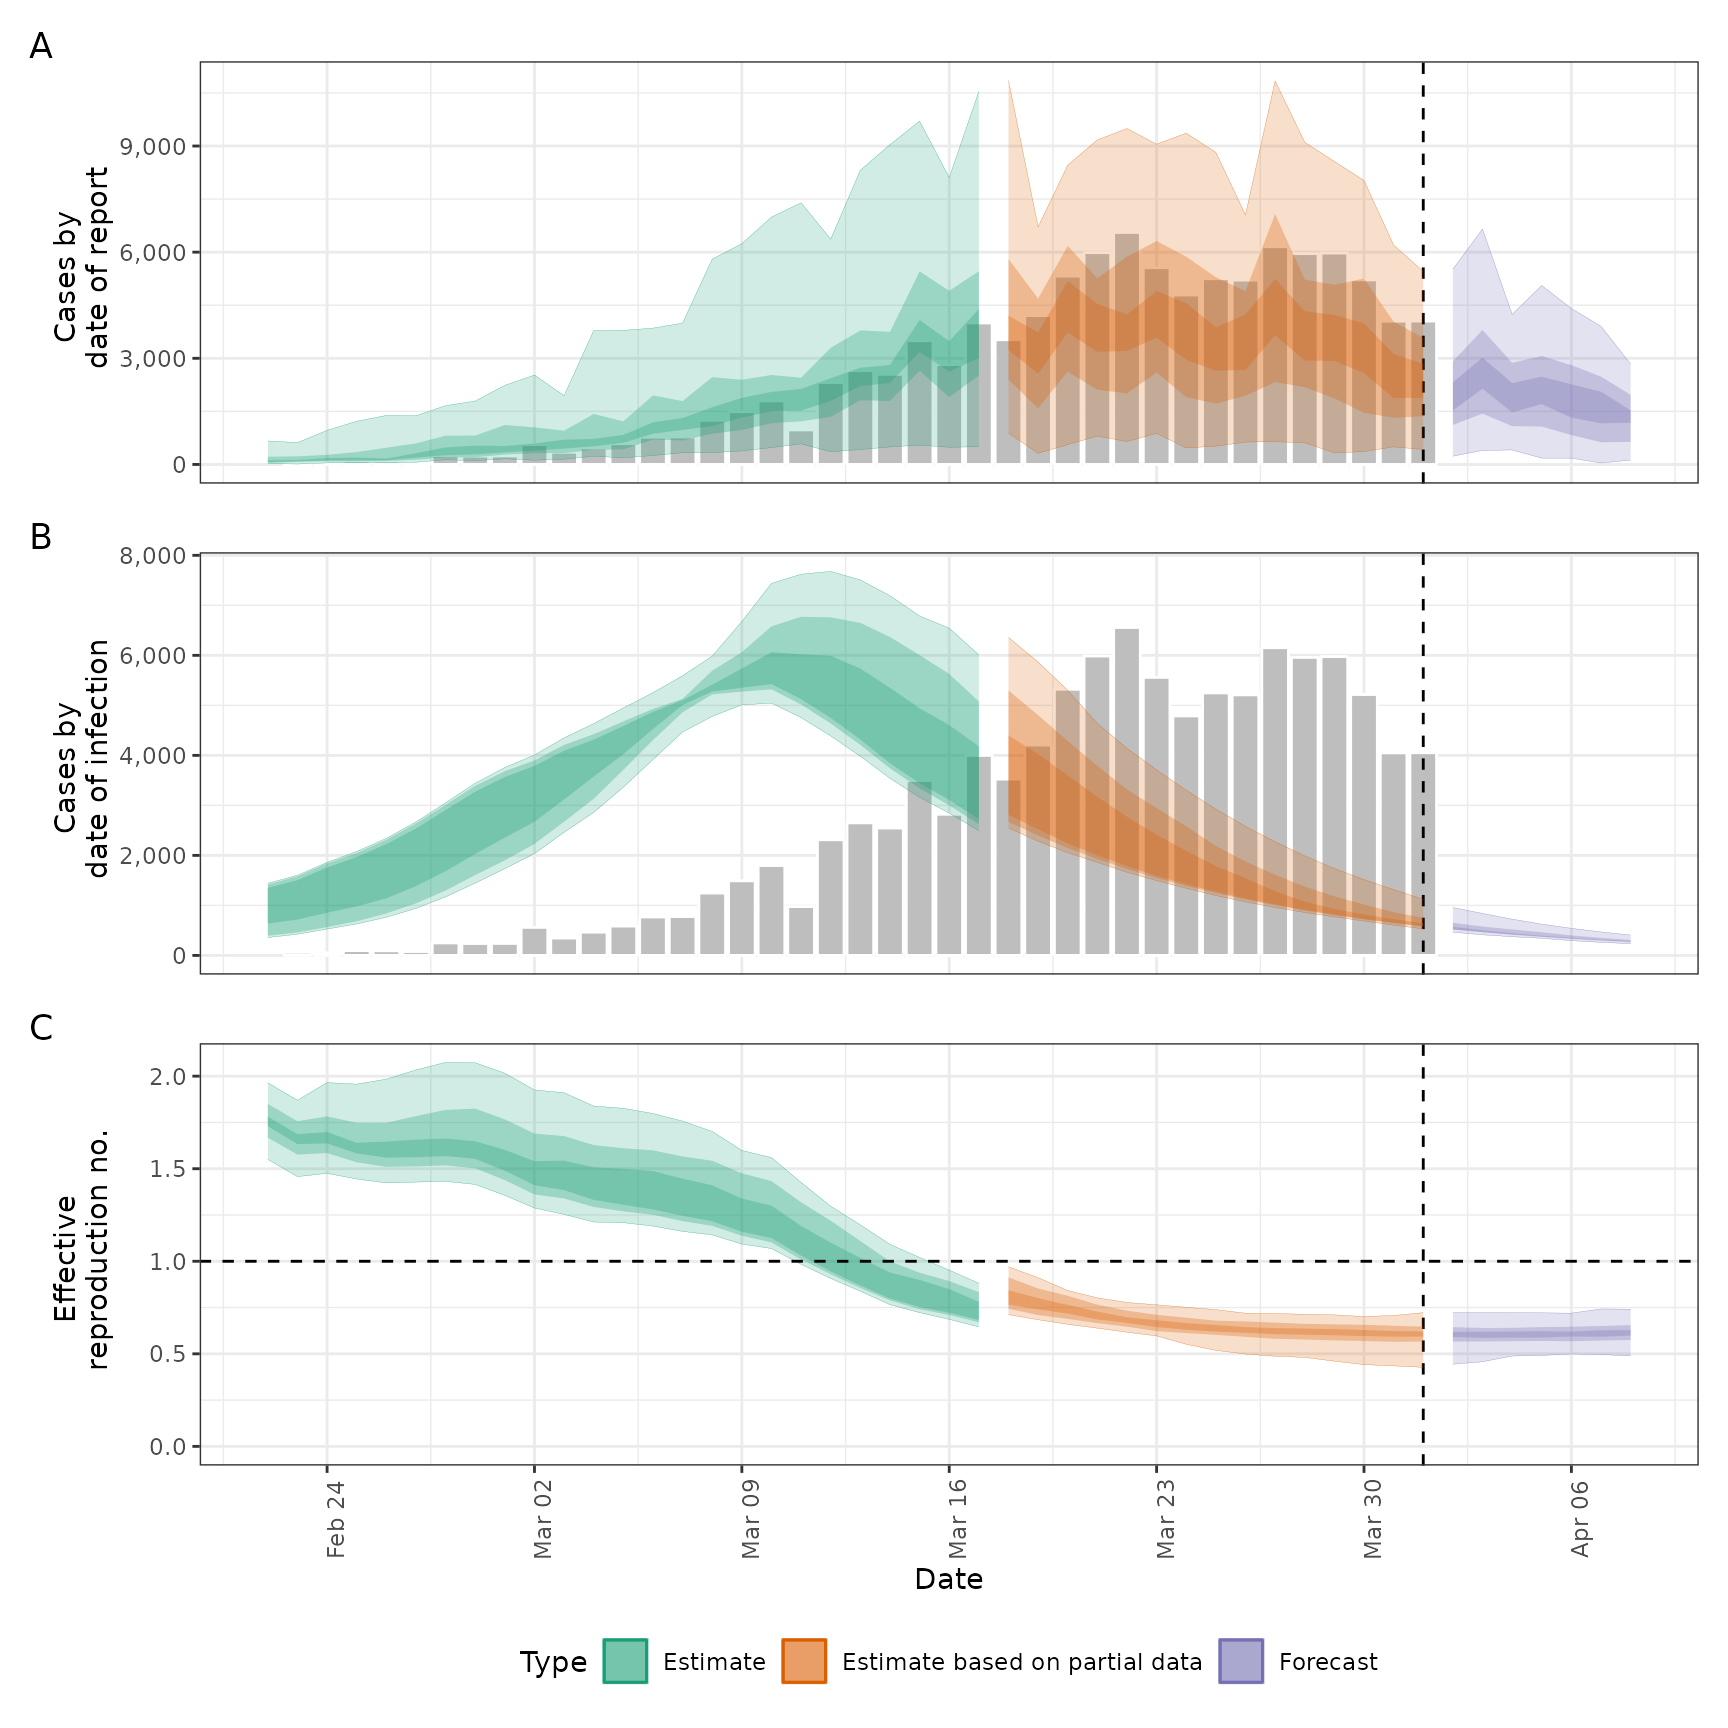 A
Cases by
date of report
9,000
6,000
3,000
0
B
Cases by
date of infection
8,000
6,000
4,000
2,000
0
C
Effective
reproduction no.
2.0
1.5
1.0
0.5
0.0
Feb 24
Mar 02
Mar 09
Mar 16
Mar 23
Mar 30
Apr 06
Date
Type
Estimate
Estimate based on partial data
Forecast